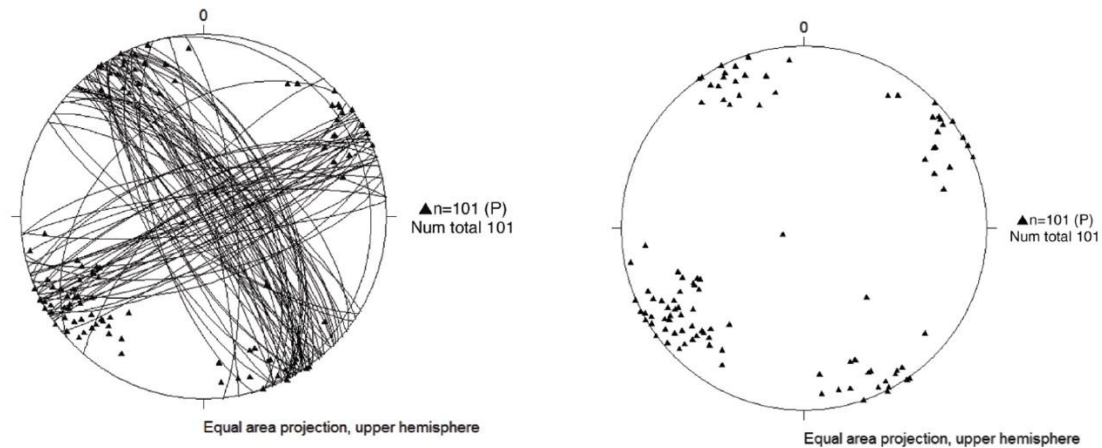 0
▲n=101 (P)
Num total 101
Equal area projection, upper hemisphere
0
▲n=101 (P)
Num total 101
Equal area projection, upper hemisphere